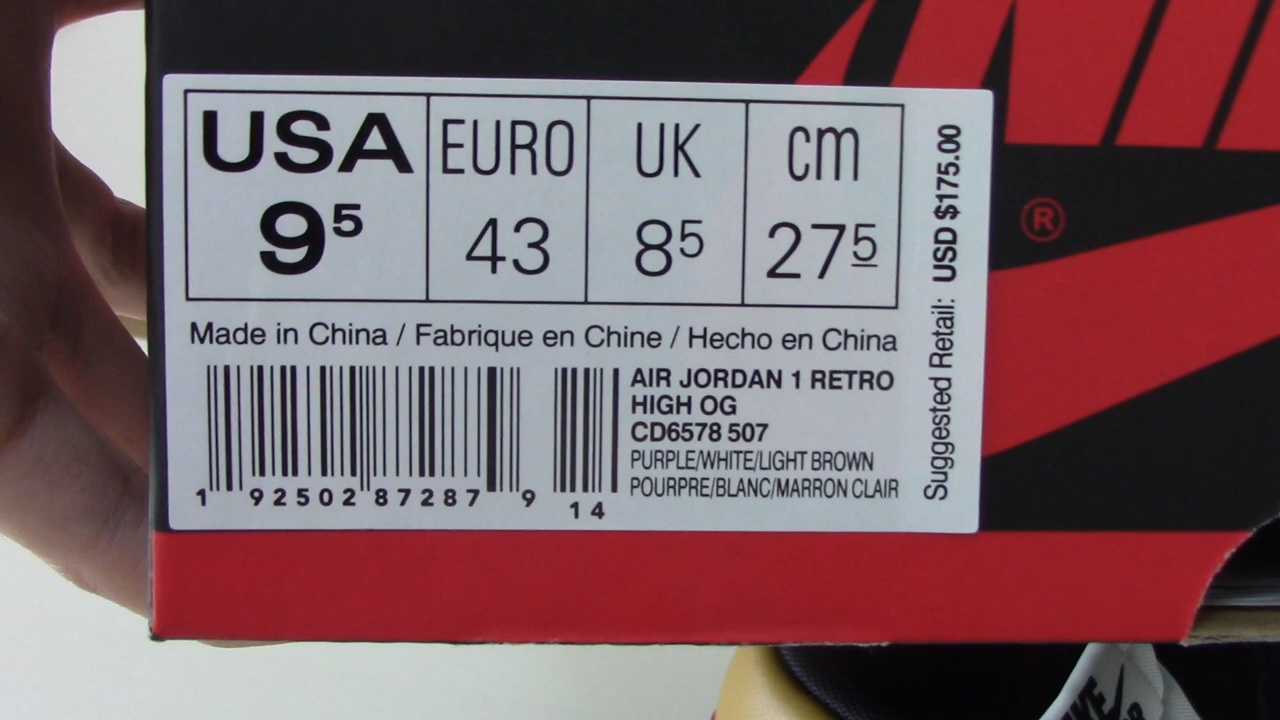 USA EURO UK cm
9⁵ 43 8⁵ 27⁵
Made in China / Fabrique en Chine / Hecho en China
AIR JORDAN 1 RETRO
HIGH OG
CD6578 507
PURPLE/WHITE/LIGHT BROWN
POURPRE/BLANC/MARRON CLAIR
1 92502 87287 9
14
Suggested Retail: USD $175.00
®